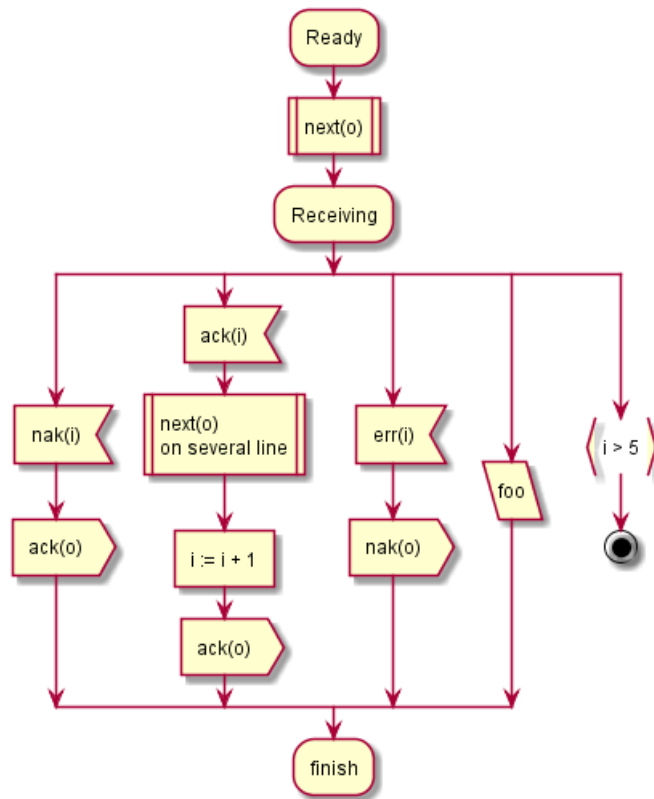 Ready
next(o)
Receiving
nak(i)
ack(o)
ack(i)
next(o)
on several line
i := i + 1
ack(o)
err(i)
nak(o)
foo
i > 5
finish